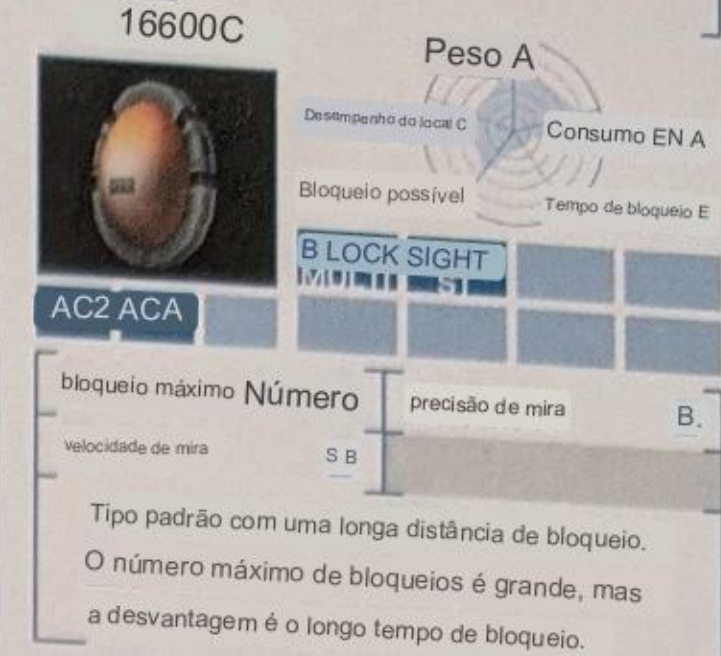 16600C
Peso A
Desempenho do local C
Consumo EN A
Bloqueio possível
Tempo de bloqueio E
B LOCK SIGHT
AC2 ACA
bloqueio máximo Número
precisão de mira B.
velocidade de mira S B
Tipo padrão com uma longa distância de bloqueio.
O número máximo de bloqueios é grande, mas
a desvantagem é o longo tempo de bloqueio.